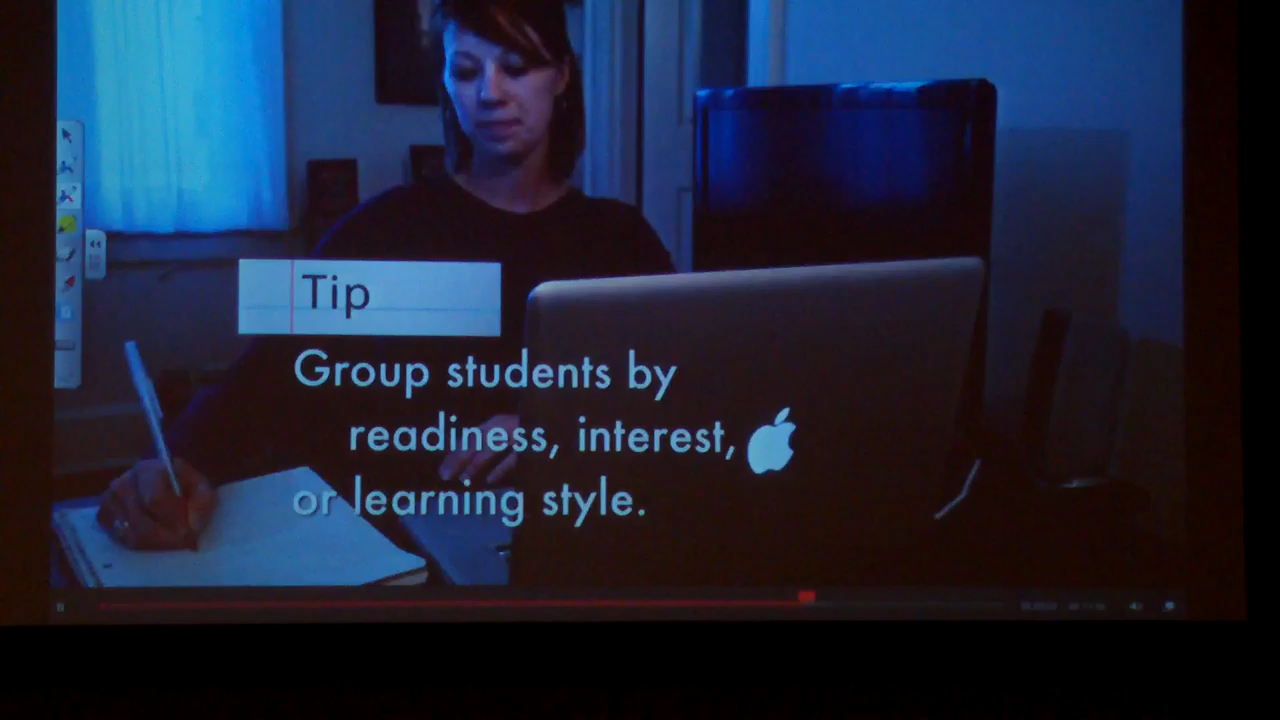 Tip
Group students by
readiness, interest,
or learning style.